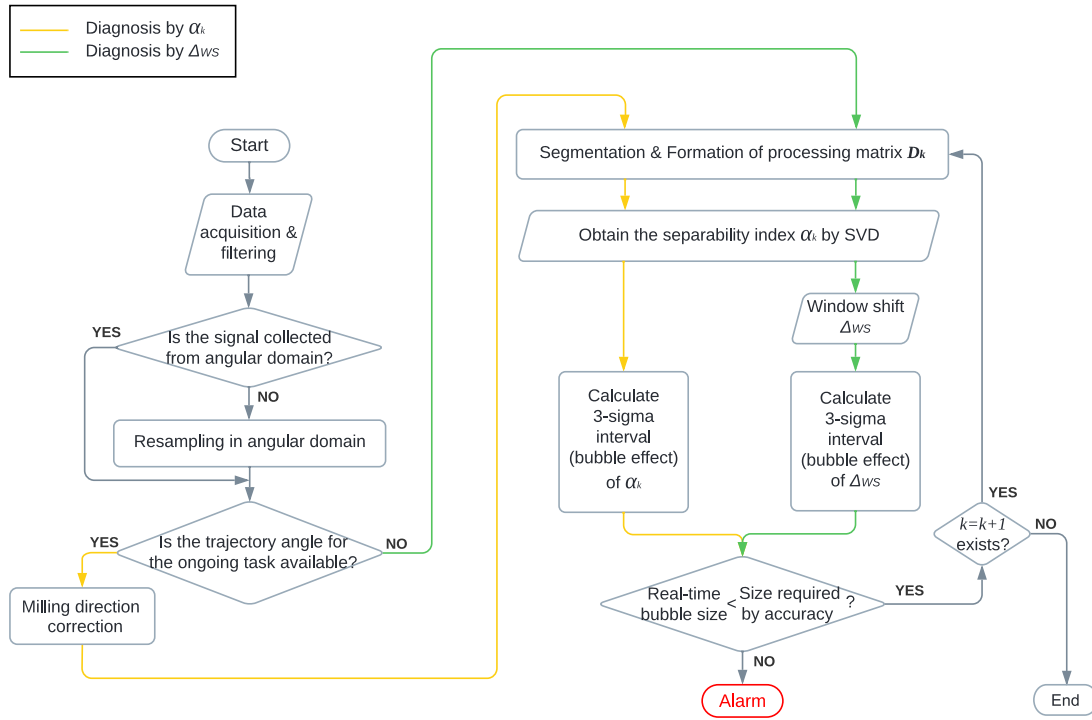 Diagnosis by αk
Diagnosis by Δws
Start
Data
acquisition &
filtering
Is the signal collected
from angular domain?
YES
NO
Resampling in angular domain
Is the trajectory angle for
the ongoing task available?
YES
NO
Milling direction
correction
Segmentation & Formation of processing matrix Dk
Obtain the separability index αk by SVD
Window shift
Δws
Calculate
3-sigma
interval
(bubble effect)
of αk
Calculate
3-sigma
interval
(bubble effect)
of Δws
Real-time
bubble size
<
Size required
by accuracy
?
YES
NO
Alarm
k=k+1
exists?
YES
NO
End